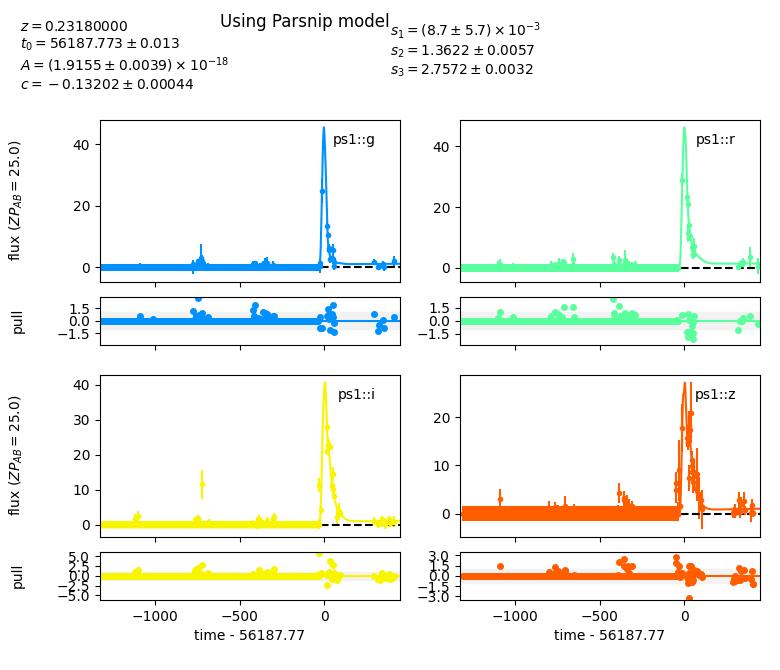 Using Parsnip model
z = 0.23180000
t₀ = 56187.773 ± 0.013
A = (1.9155 ± 0.0039) × 10⁻¹⁸
c = −0.13202 ± 0.00044
s₁ = (8.7 ± 5.7) × 10⁻³
s₂ = 1.3622 ± 0.0057
s₃ = 2.7572 ± 0.0032
flux (ZP_AB = 25.0)
40
20
0
ps1::g
40
20
0
ps1::r
pull
1.5
0.0
−1.5
1.5
0.0
−1.5
flux (ZP_AB = 25.0)
40
30
20
10
0
ps1::i
20
10
0
ps1::z
pull
5.0
2.5
0.0
−2.5
−5.0
3.0
1.5
0.0
−1.5
−3.0
−1000 −500 0
−1000 −500 0
time - 56187.77
time - 56187.77